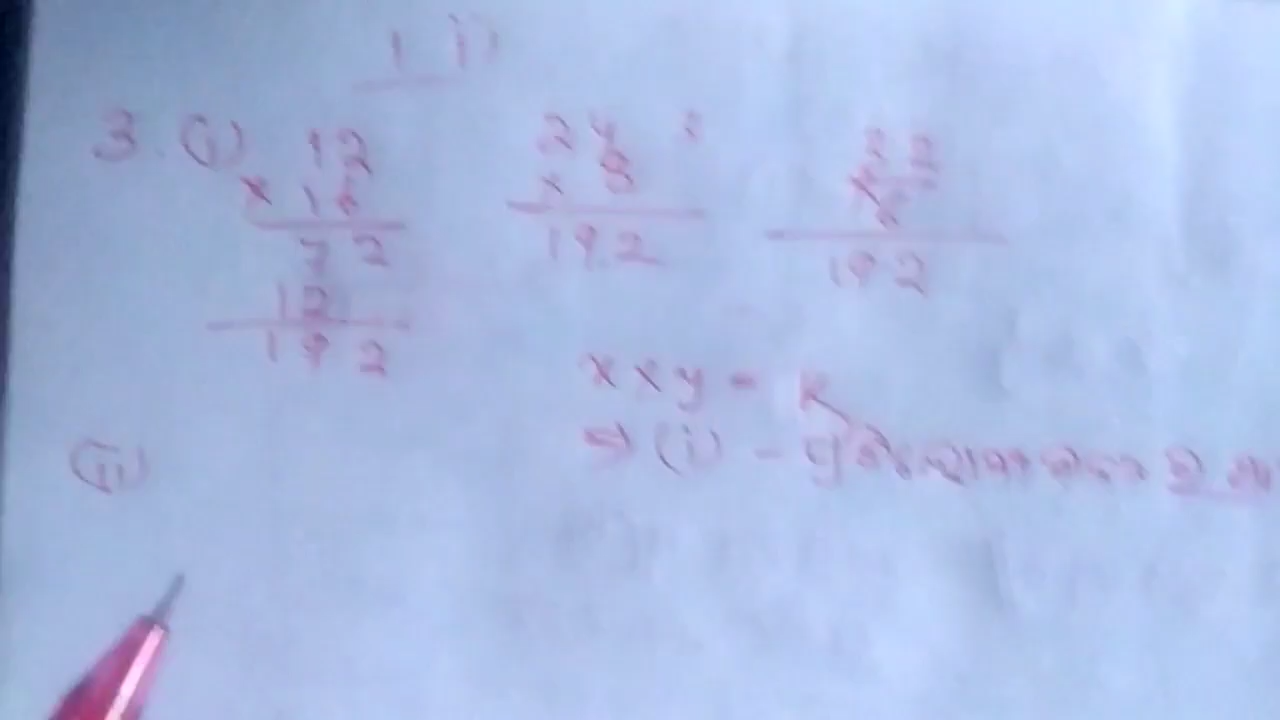 1 i)
3. (i) 12 24 32
x 16 x 8 x 6
72 192 192
12
192
x x y = k
⇒ (i) -
(ii)